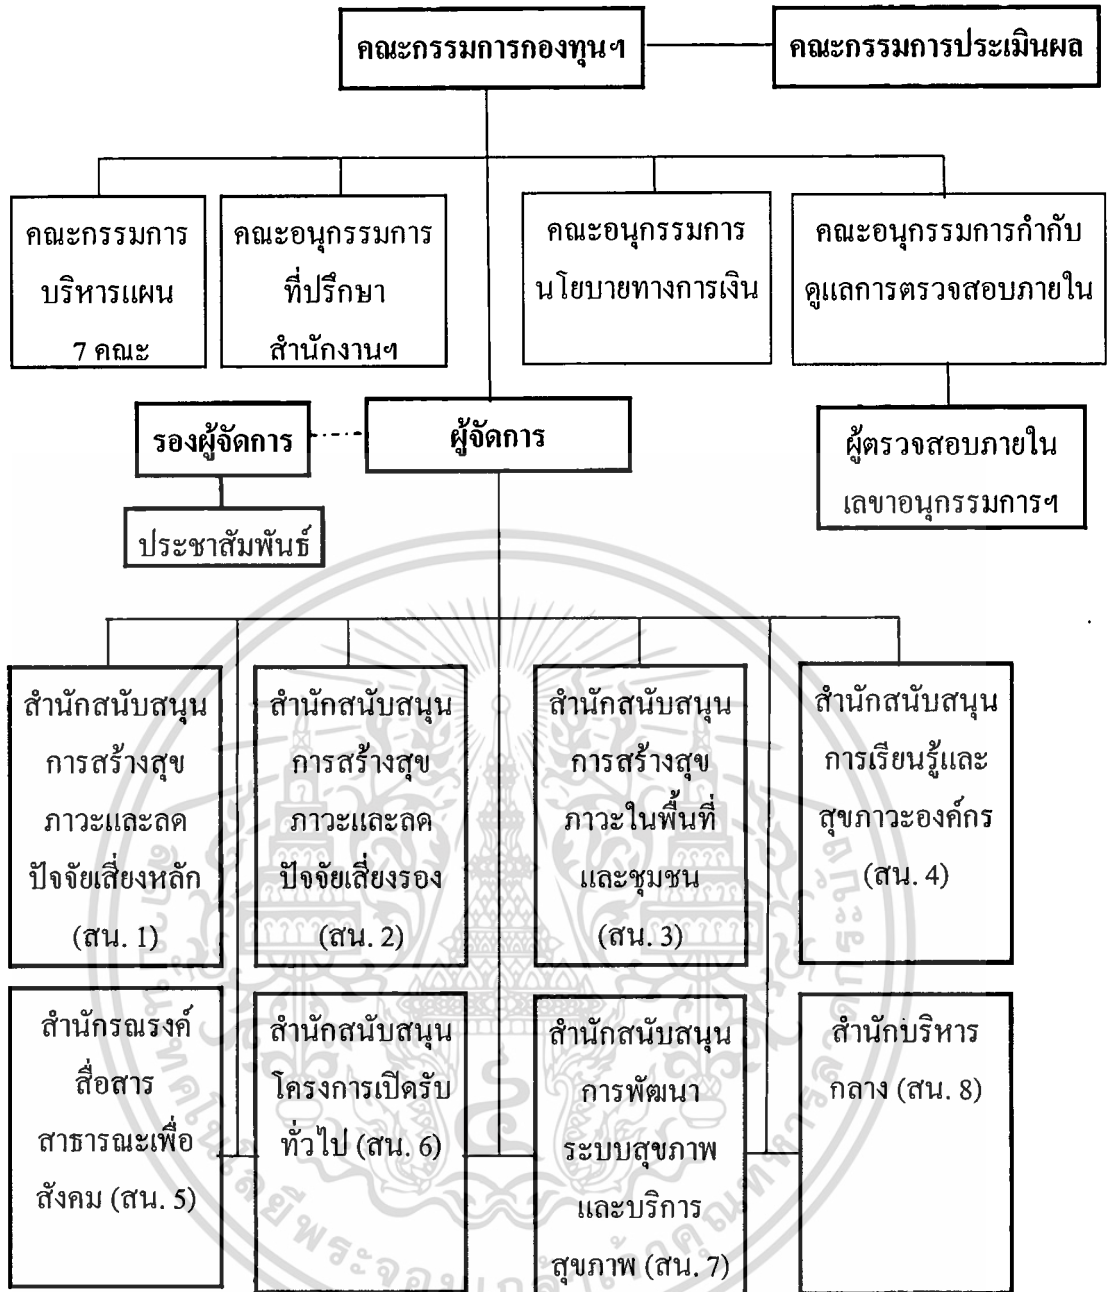 คณะกรรมการกองทุนฯ
คณะกรรมการประเมินผล
คณะกรรมการ
บริหารแผน
7 คณะ
คณะอนุกรรมการ
ที่ปรึกษา
สำนักงานฯ
คณะอนุกรรมการ
นโยบายทางการเงิน
คณะอนุกรรมการกำกับ
ดูแลการตรวจสอบภายใน
รองผู้จัดการ
ผู้จัดการ
ผู้ตรวจสอบภายใน
เลขาอนุกรรมการฯ
ประชาสัมพันธ์
สำนักสนับสนุน
การสร้างสุข
ภาวะและลด
ปัจจัยเสี่ยงหลัก
(สน. 1)
สำนักสนับสนุน
การสร้างสุข
ภาวะและลด
ปัจจัยเสี่ยงรอง
(สน. 2)
สำนักสนับสนุน
การสร้างสุข
ภาวะในพื้นที่
และชุมชน
(สน. 3)
สำนักสนับสนุน
การเรียนรู้และ
สุขภาวะองค์กร
(สน. 4)
สำนักรณรงค์
สื่อสาร
สาธารณะเพื่อ
สังคม (สน. 5)
สำนักสนับสนุน
โครงการเปิดรับ
ทั่วไป (สน. 6)
สำนักสนับสนุน
การพัฒนา
ระบบสุขภาพ
และบริการ
สุขภาพ (สน. 7)
สำนักบริหาร
กลาง (สน. 8)